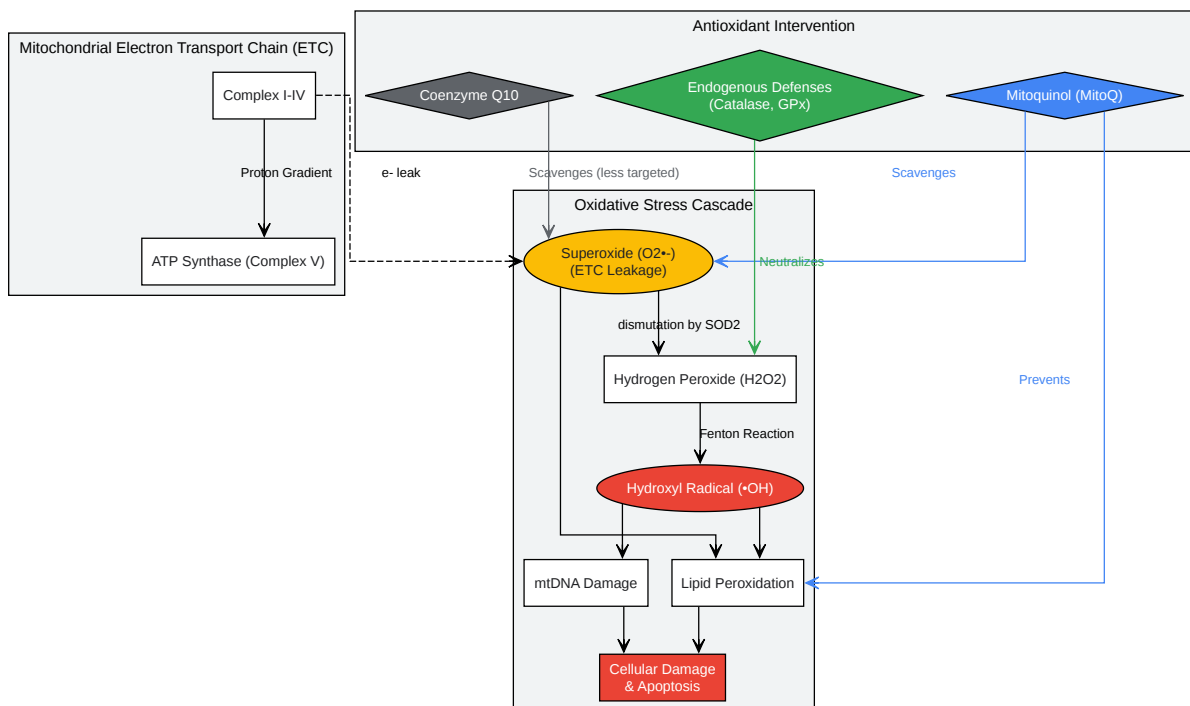 Antioxidant Intervention
Mitochondrial Electron Transport Chain (ETC)
Complex I-IV
Coenzyme Q10
Endogenous Defenses
(Catalase, GPx)
Mitoquinol (MitoQ)
Proton Gradient
e- leak
Scavenges (less targeted)
Scavenges
Oxidative Stress Cascade
ATP Synthase (Complex V)
Superoxide (O2•-)
(ETC Leakage)
Neutralizes
dismutation by SOD2
Hydrogen Peroxide (H2O2)
Prevents
Fenton Reaction
Hydroxyl Radical (•OH)
mtDNA Damage
Lipid Peroxidation
Cellular Damage
& Apoptosis